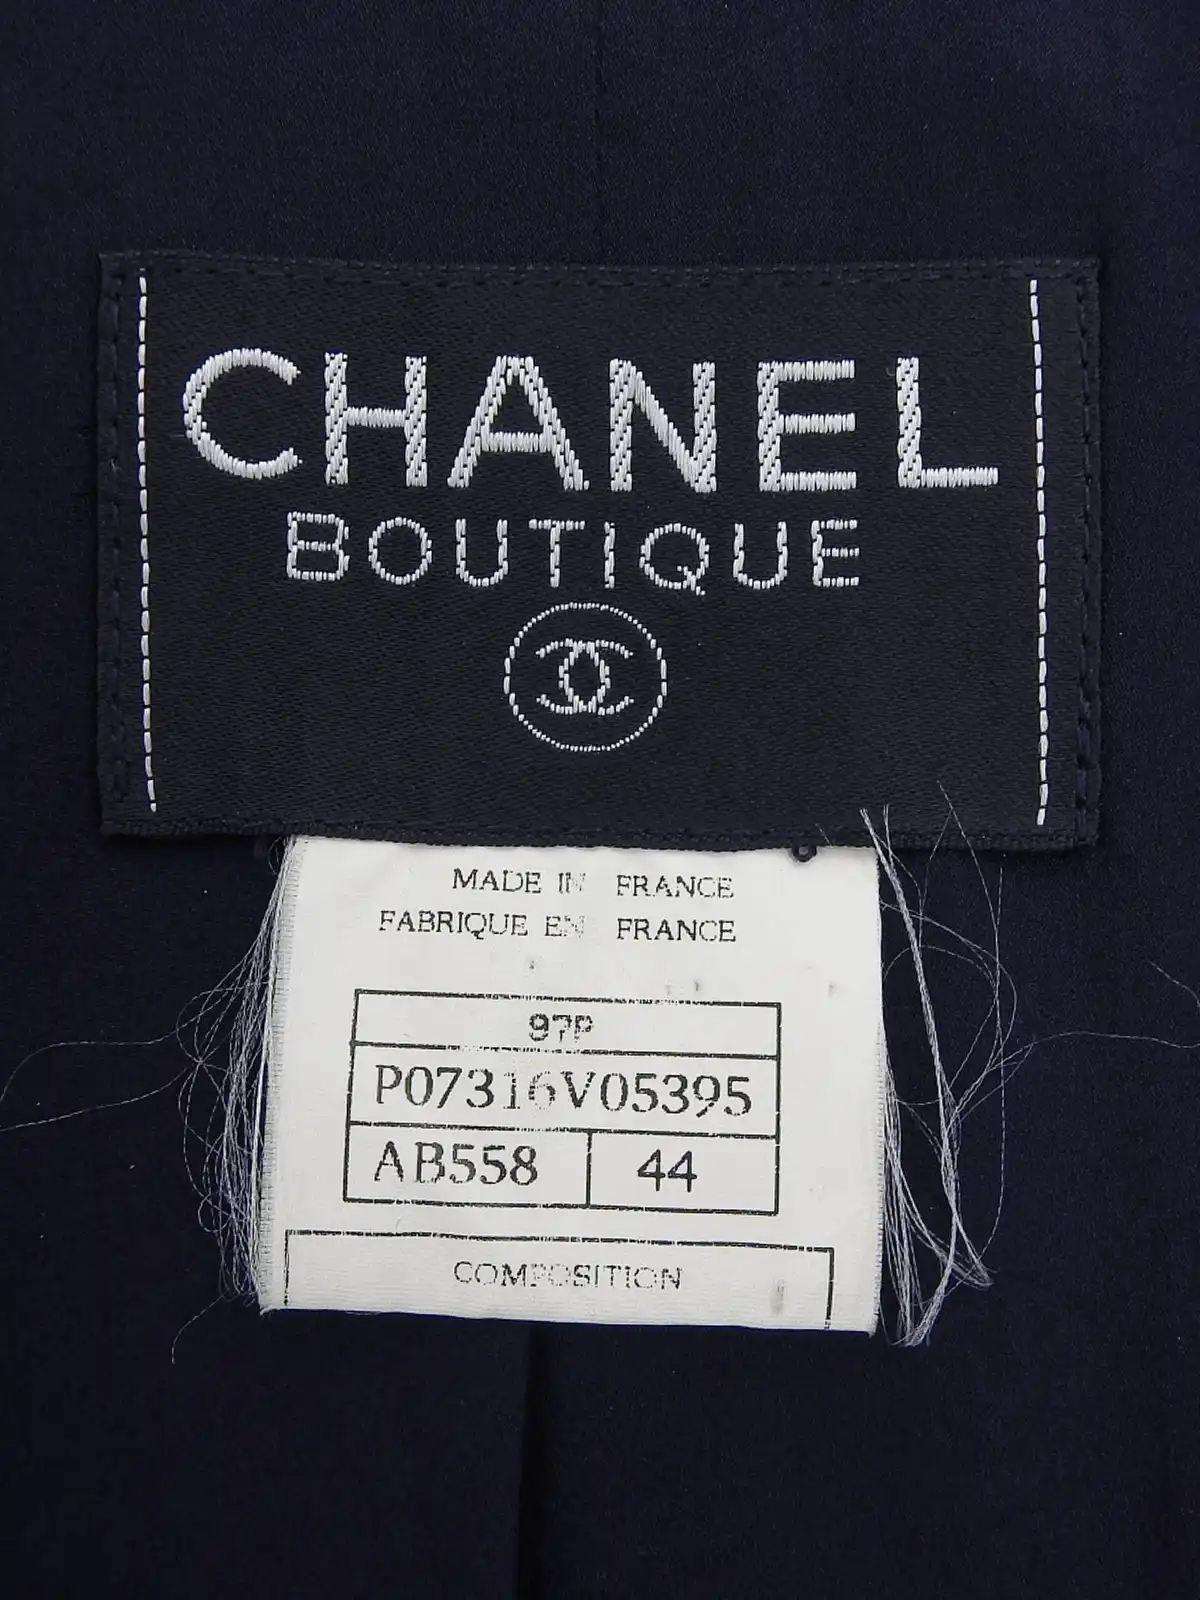 CHANEL
BOUTIQUE
MADE IN FRANCE
FABRIQUE EN FRANCE
97P
P07316V05395
AB558 44
COMPOSITION